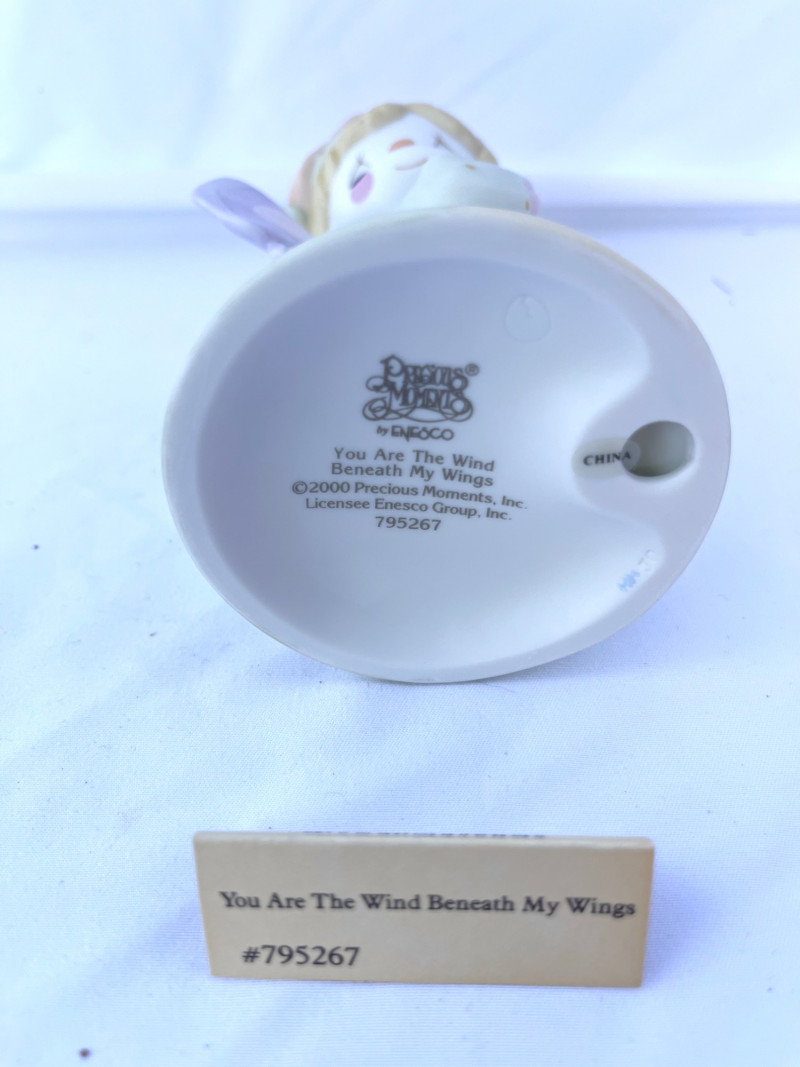 PRECIOUS
MOMENTS®
by ENESCO
You Are The Wind
Beneath My Wings
©2000 Precious Moments, Inc.
Licensee Enesco Group, Inc.
795267
CHINA
You Are The Wind Beneath My Wings
#795267